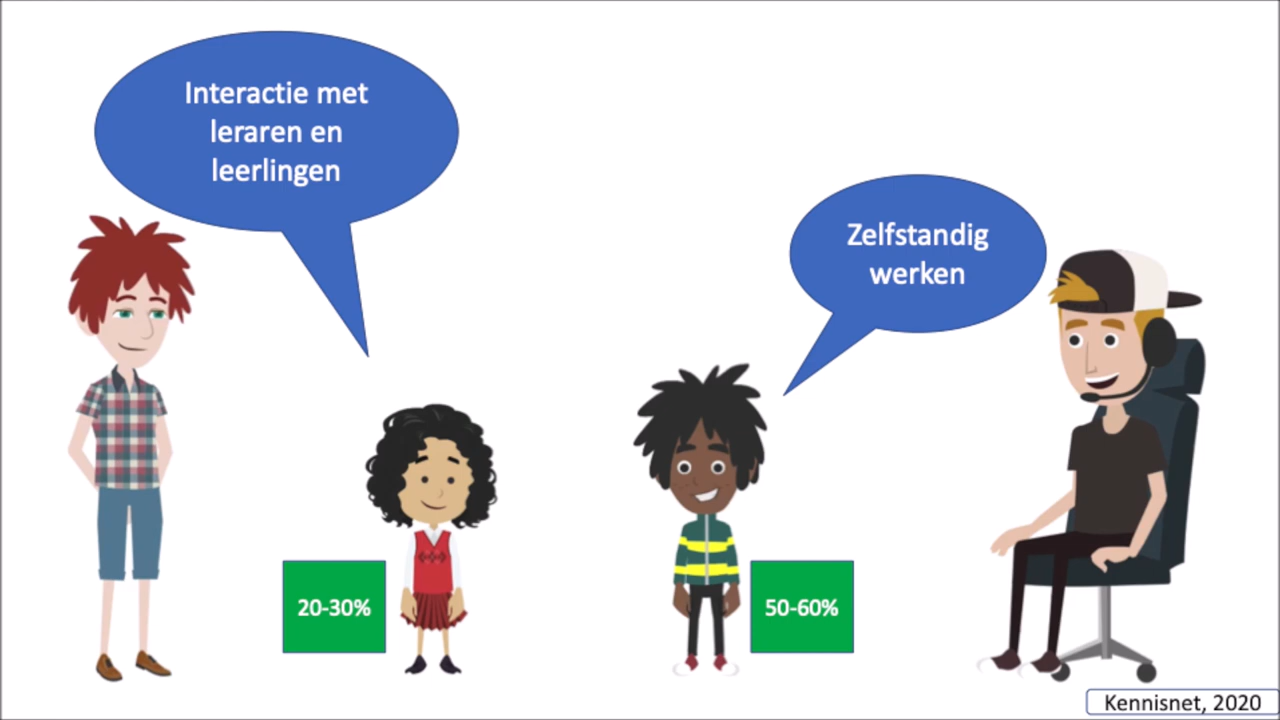 Interactie met
leraren en
leerlingen
Zelfstandig
werken
20-30%
50-60%
Kennisnet, 2020